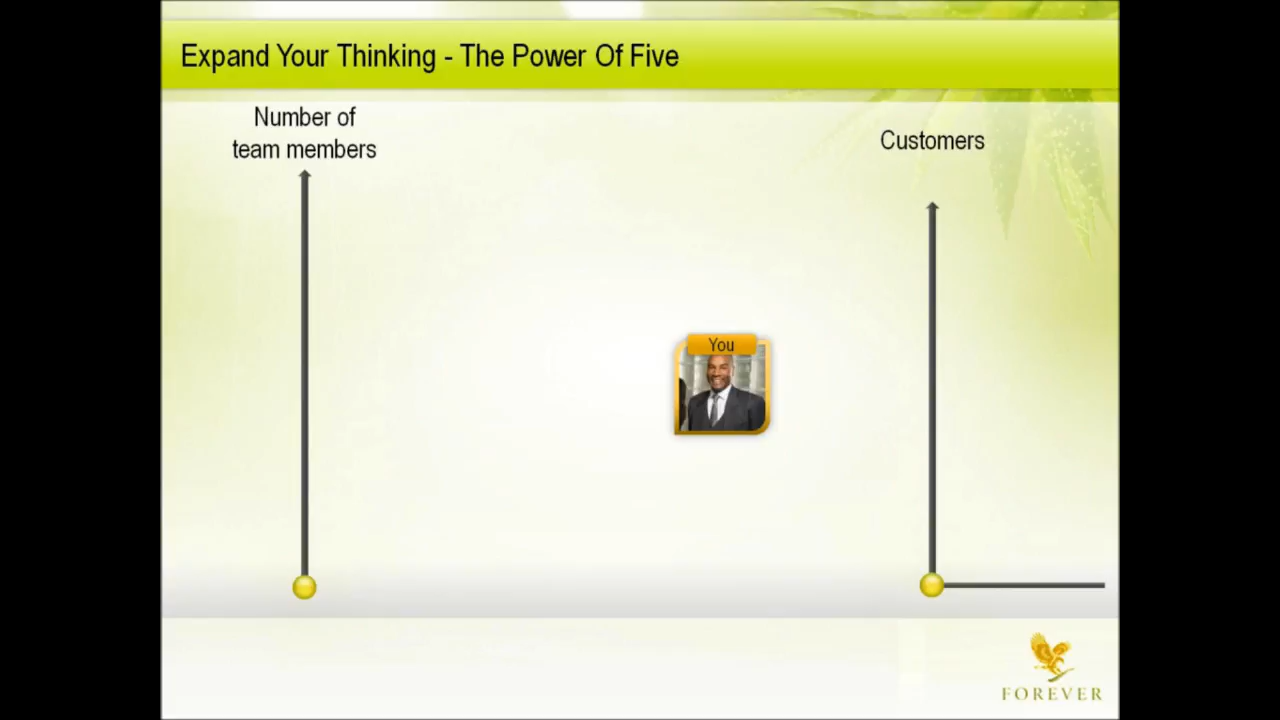 Expand Your Thinking - The Power Of Five
Number of
team members
Customers
You
FOREVER